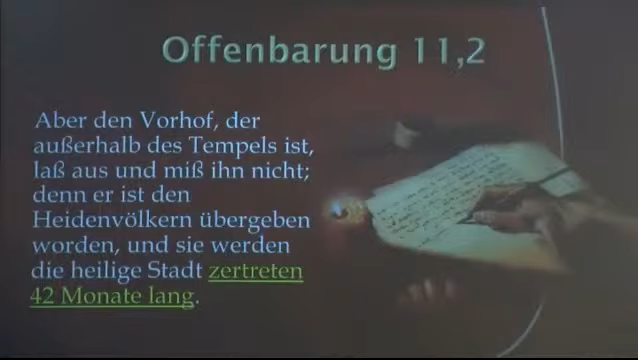 Offenbarung 11,2
Aber den Vorhof, der
außerhalb des Tempels ist,
laß aus und miß ihn nicht;
denn er ist den
Heidenvölkern übergeben
worden, und sie werden
die heilige Stadt zertreten
42 Monate lang.